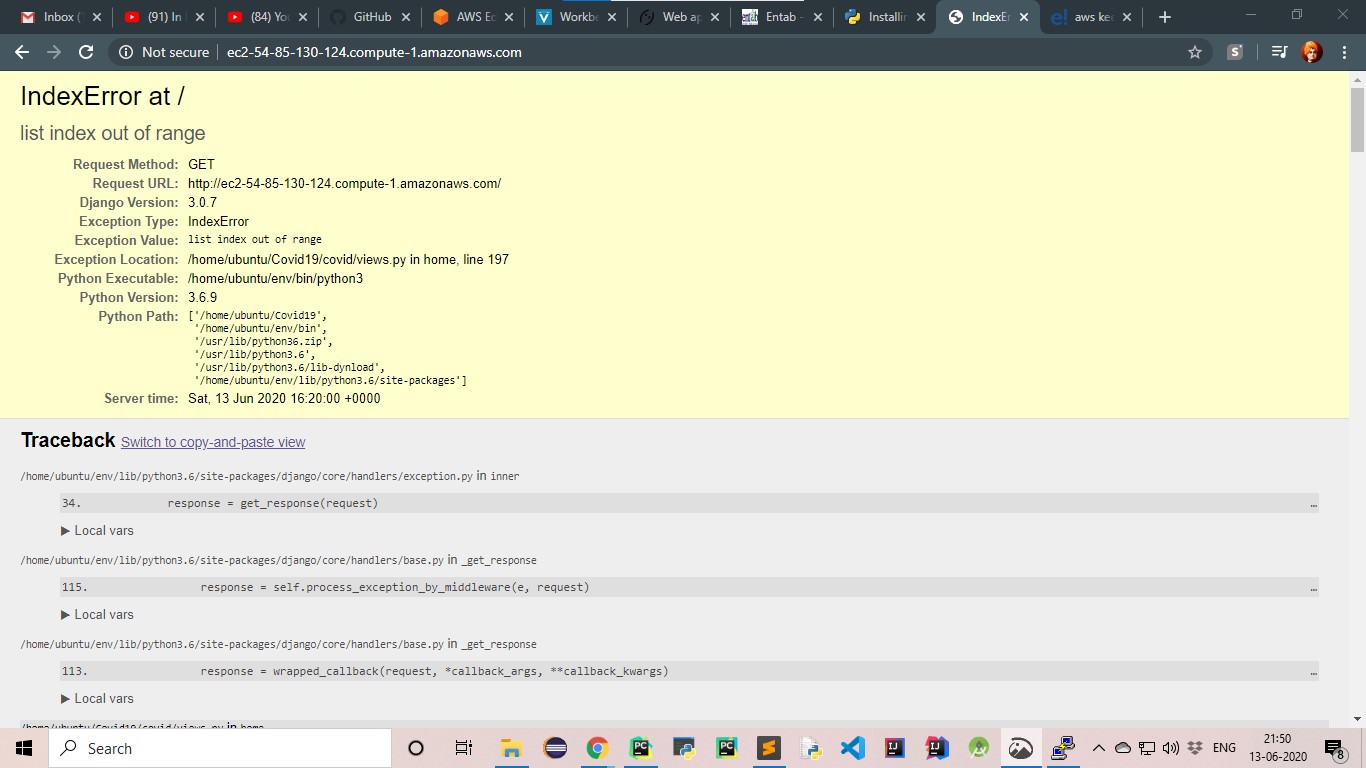 Inbox (
(91) In
(84) Yo
GitHub
AWS Ec
Workbe
Web ap
Entab -
Installin
IndexEr
aws kee
Not secure
ec2-54-85-130-124.compute-1.amazonaws.com
IndexError at /
list index out of range
Request Method: GET
Request URL: http://ec2-54-85-130-124.compute-1.amazonaws.com/
Django Version: 3.0.7
Exception Type: IndexError
Exception Value: list index out of range
Exception Location: /home/ubuntu/Covid19/covid/views.py in home, line 197
Python Executable: /home/ubuntu/env/bin/python3
Python Version: 3.6.9
Python Path: ['/home/ubuntu/Covid19',
'/home/ubuntu/env/bin',
'/usr/lib/python36.zip',
'/usr/lib/python3.6',
'/usr/lib/python3.6/lib-dynload',
'/home/ubuntu/env/lib/python3.6/site-packages']
Server time: Sat, 13 Jun 2020 16:20:00 +0000
Traceback Switch to copy-and-paste view
/home/ubuntu/env/lib/python3.6/site-packages/django/core/handlers/exception.py in inner
34. response = get_response(request) …
▶ Local vars
/home/ubuntu/env/lib/python3.6/site-packages/django/core/handlers/base.py in _get_response
115. response = self.process_exception_by_middleware(e, request) …
▶ Local vars
/home/ubuntu/env/lib/python3.6/site-packages/django/core/handlers/base.py in _get_response
113. response = wrapped_callback(request, *callback_args, **callback_kwargs) …
▶ Local vars
/home/ubuntu/Covid19/covid/views.py in home
Search
ENG
21:50
13-06-2020
8